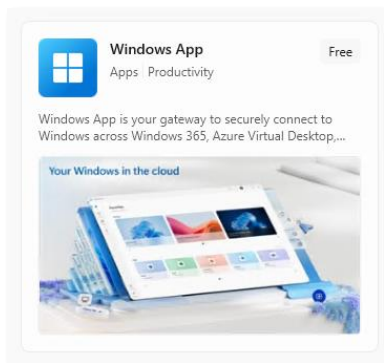 Windows App
Free
Apps Productivity
Windows App is your gateway to securely connect to
Windows across Windows 365, Azure Virtual Desktop,...
Your Windows in the cloud